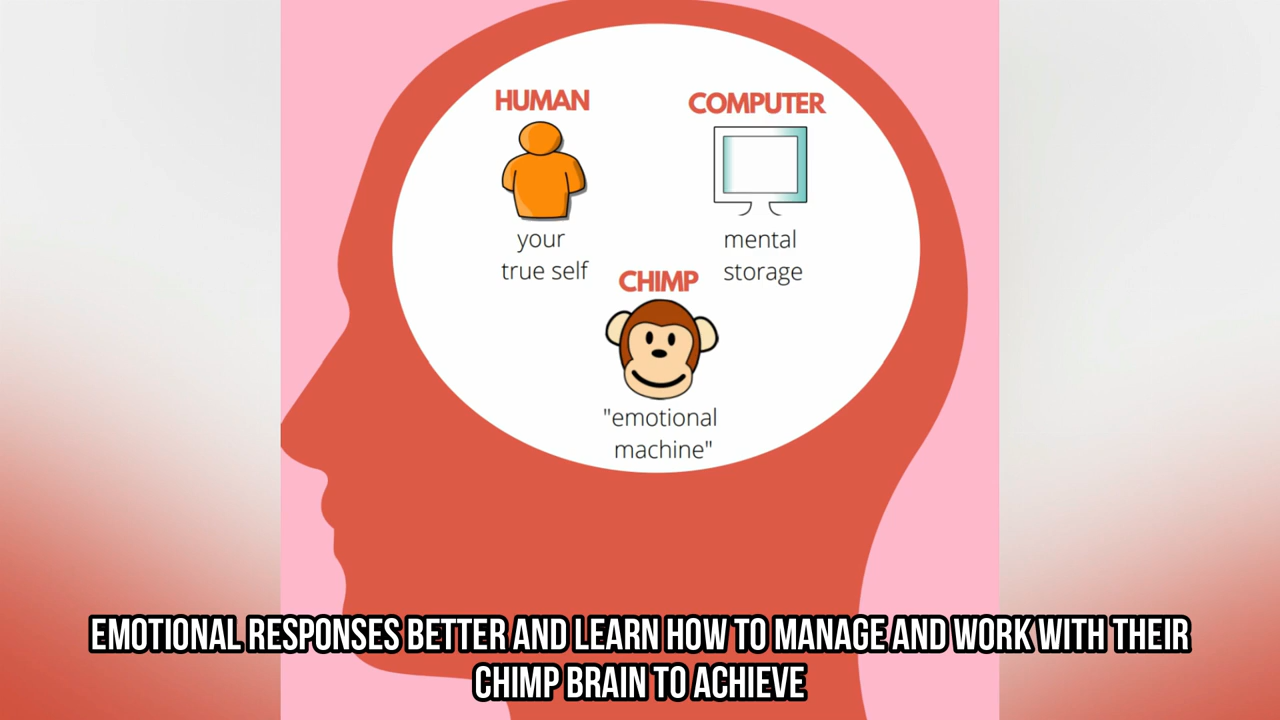 HUMAN
your
true self
COMPUTER
mental
storage
CHIMP
"emotional
machine"
EMOTIONAL RESPONSES BETTER AND LEARN HOW TO MANAGE AND WORK WITH THEIR
CHIMP BRAIN TO ACHIEVE